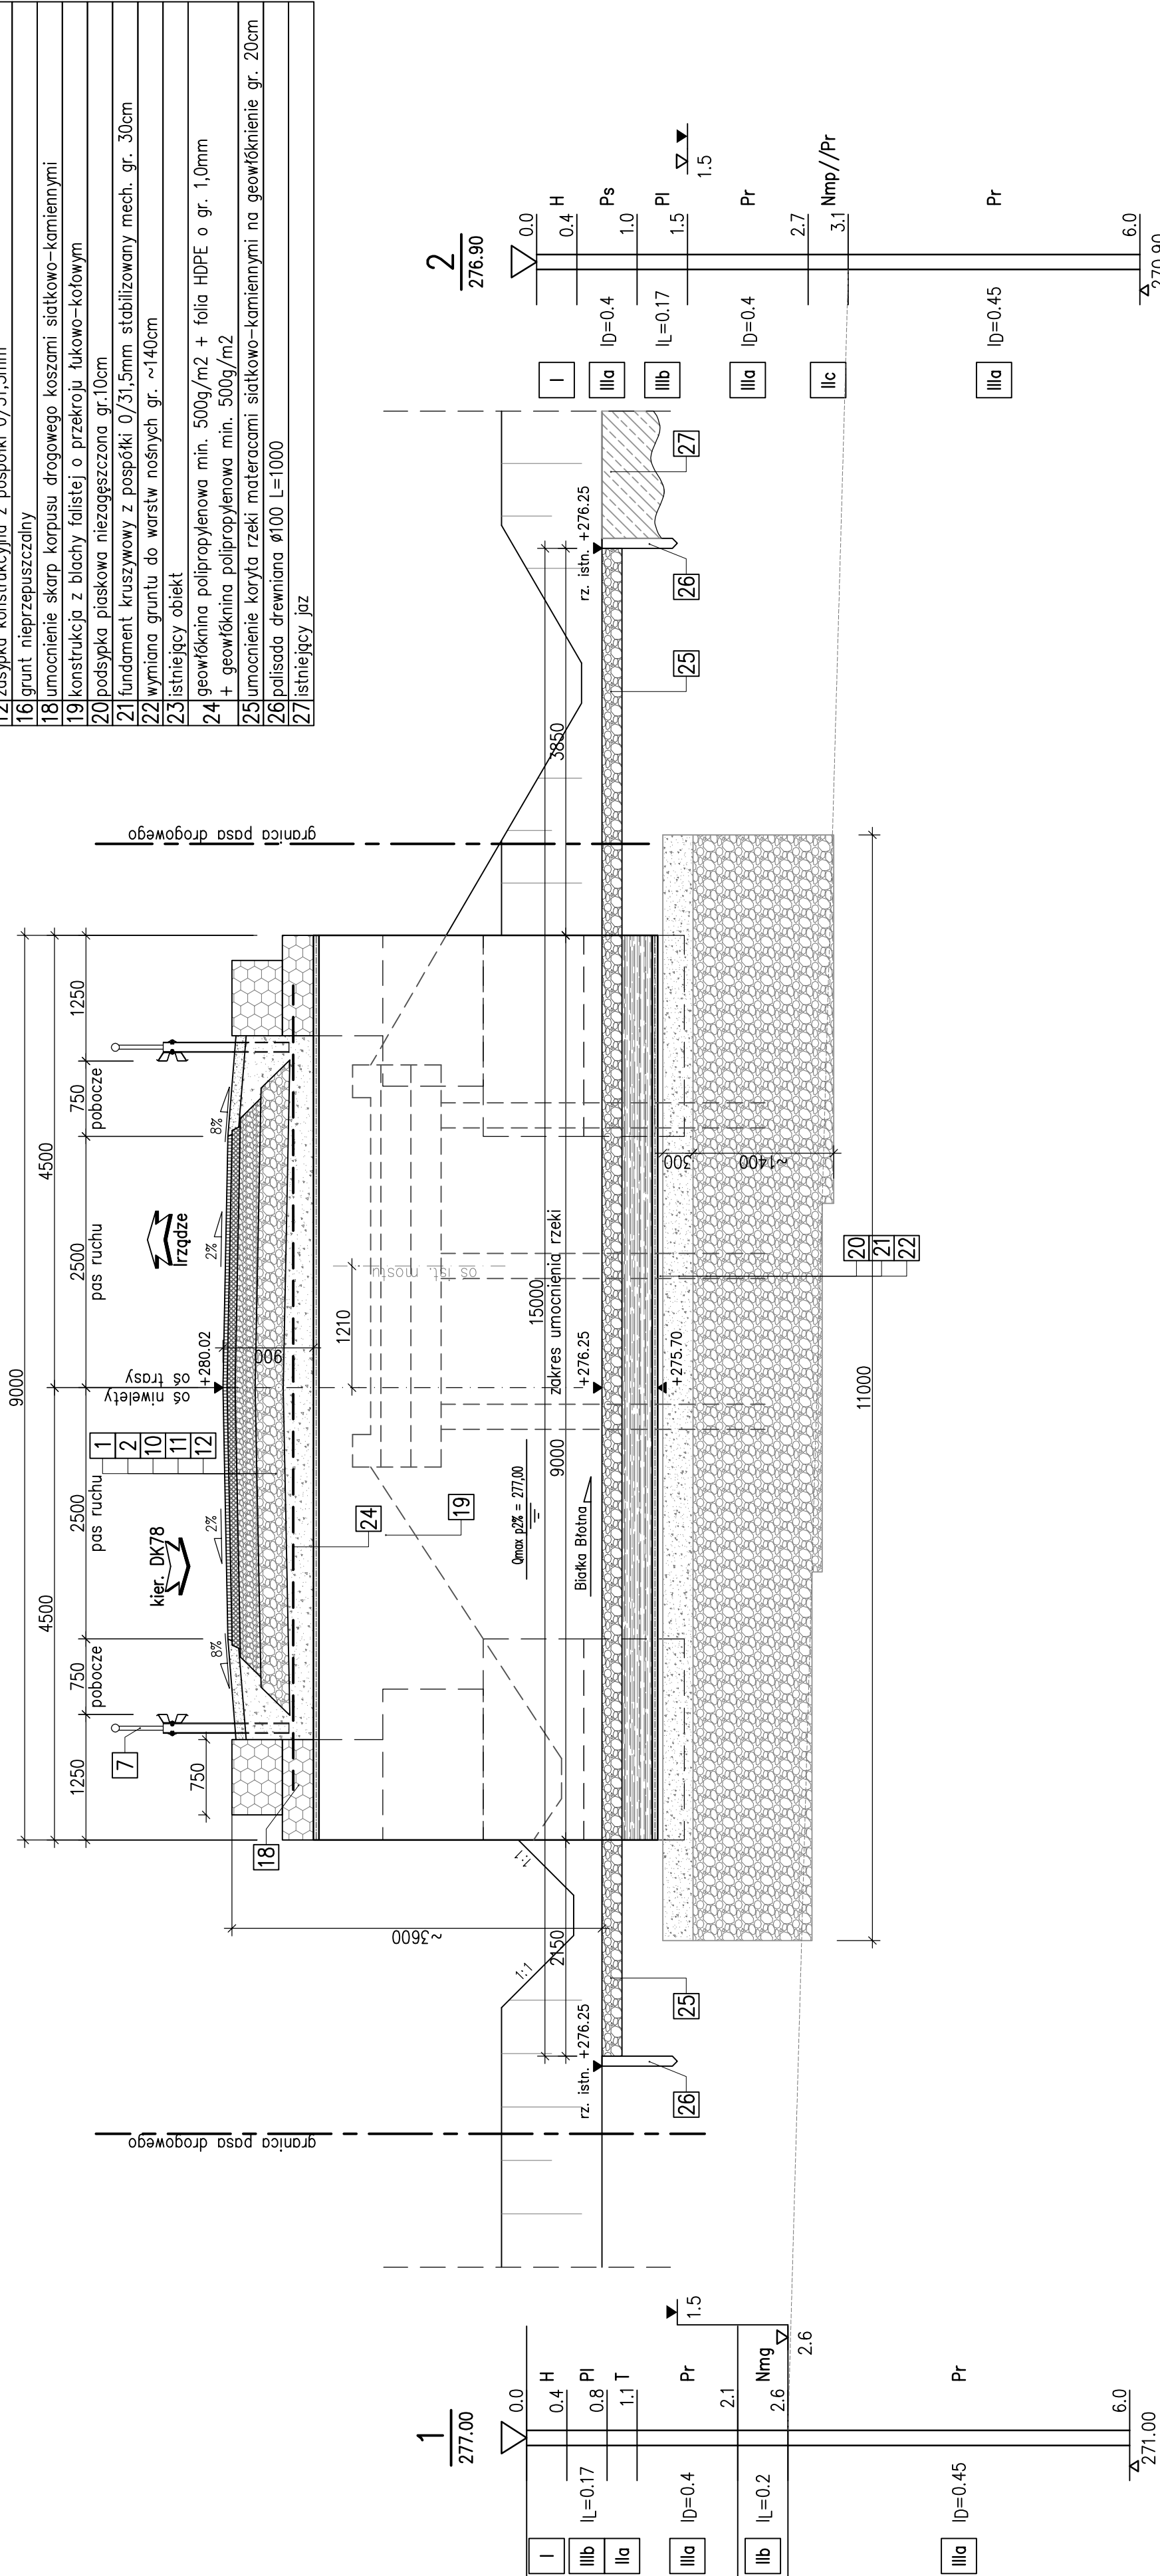 12 zasypka konstrukcyjna z pospółki 0/31,5mm
16 grunt nieprzepuszczalny
18 umocnienie skarp korpusu drogowego koszami siatkowo-kamiennymi
19 konstrukcja z blachy falistej o przekroju łukowo-kołowym
20 podsypka piaskowa niezagęszczona gr.10cm
21 fundament kruszywowy z pospółki 0/31,5mm stabilizowany mech. gr. 30cm
22 wymiana gruntu do warstw nośnych gr. ~140cm
23 istniejący obiekt
24 geowłóknina polipropylenowa min. 500g/m2 + folia HDPE o gr. 1,0mm
+ geowłóknina polipropylenowa min. 500g/m2
25 umocnienie koryta rzeki materacami siatkowo-kamiennymi na geowłókninie gr. 20cm
26 palisada drewniana ø100 L=1000
27 istniejący jaz
9000
4500
4500
1250
750
2500
2500
750
1250
pobocze
pas ruchu
pas ruchu
pobocze
oś niwelety
oś trasy
granica pasa drogowego
granica pasa drogowego
7
750
18
kier. DK78
Irządze
1
2
10
11
12
8%
2%
2%
8%
+280.02
900
1210
oś ist. mostu
24
19
Qmax p2% = 277,00
Białka Błotna
15000
zakres umocnienia rzeki
2150
9000
3850
~3600
1:1
1:1
rz. istn. +276.25
+276.25
rz. istn. +276.25
+275.70
26
25
25
26
27
300
~1400
20
21
22
11000
1
277.00
0.0
H
0.4
Pl
0.8
T
1.1
Pr
2.1
Nmg
2.6
Pr
6.0
271.00
1.5
2.6
I
IIIb
IL=0.17
IIa
IIIa
ID=0.4
IIb
IL=0.2
IIIa
ID=0.45
2
276.90
0.0
H
0.4
Ps
1.0
Pl
1.5
Pr
2.7
Nmp//Pr
3.1
Pr
6.0
270.90
1.5
I
IIIa
ID=0.4
IIIb
IL=0.17
IIIa
ID=0.4
IIc
IIIa
ID=0.45